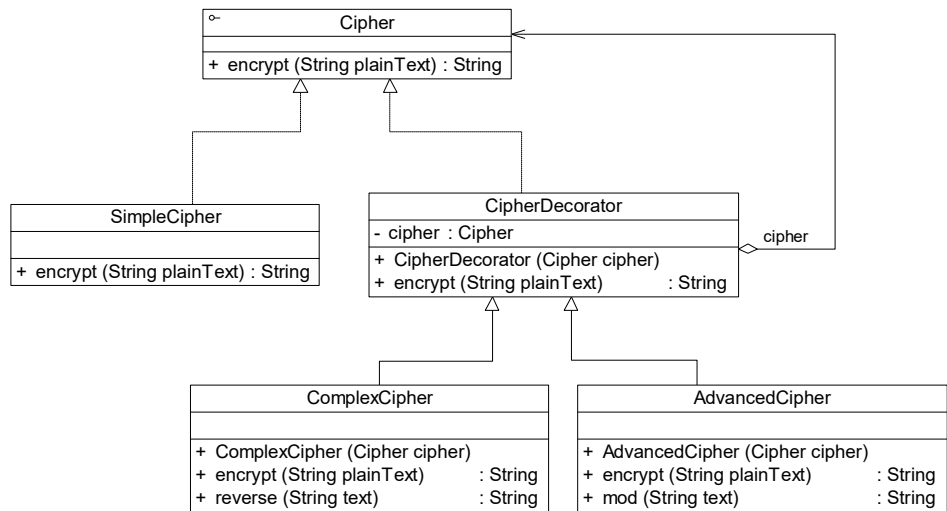 Cipher
+ encrypt (String plainText) : String
SimpleCipher
+ encrypt (String plainText) : String
CipherDecorator
- cipher : Cipher
+ CipherDecorator (Cipher cipher)
+ encrypt (String plainText) : String
cipher
ComplexCipher
+ ComplexCipher (Cipher cipher)
+ encrypt (String plainText) : String
+ reverse (String text) : String
AdvancedCipher
+ AdvancedCipher (Cipher cipher)
+ encrypt (String plainText) : String
+ mod (String text) : String